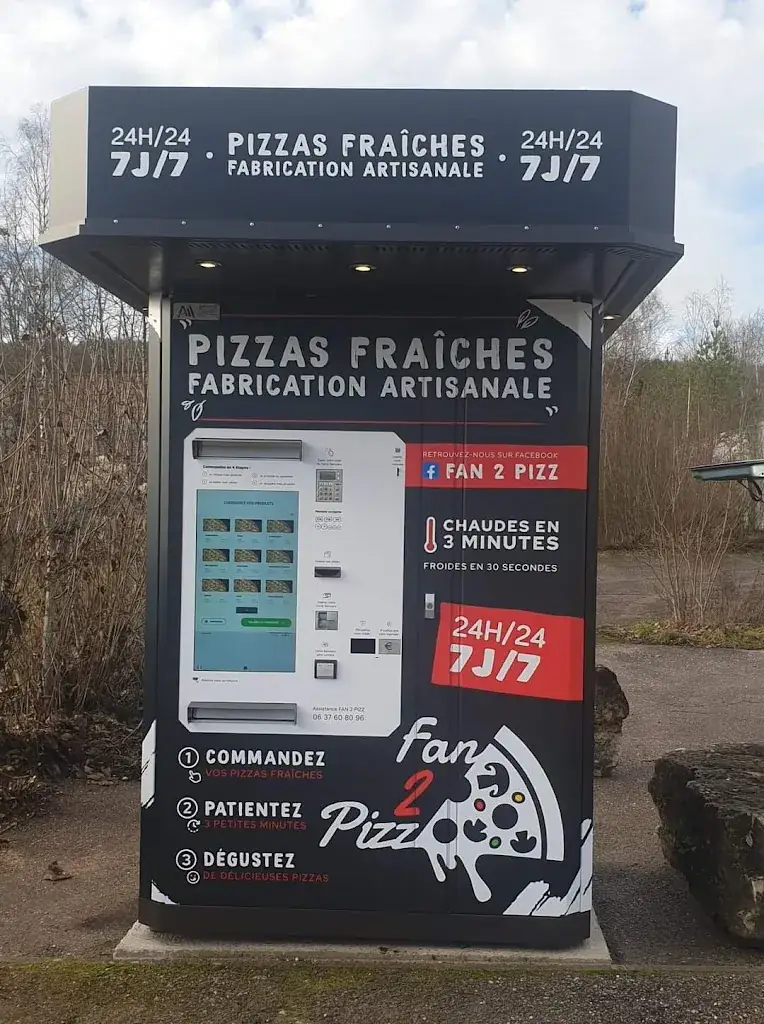 24H/24
7J/7
•
PIZZAS FRAÎCHES
FABRICATION ARTISANALE
•
24H/24
7J/7
PIZZAS FRAÎCHES
FABRICATION ARTISANALE
RETROUVEZ-NOUS SUR FACEBOOK
FAN 2 PIZZ
CHAUDES EN
3 MINUTES
FROIDES EN 30 SECONDES
24H/24
7J/7
Assistance FAN 2 PIZZ
06 37 60 80 96
1 COMMANDEZ
VOS PIZZAS FRAÎCHES
2 PATIENTEZ
3 PETITES MINUTES
3 DÉGUSTEZ
DE DÉLICIEUSES PIZZAS
Fan
2
Pizz